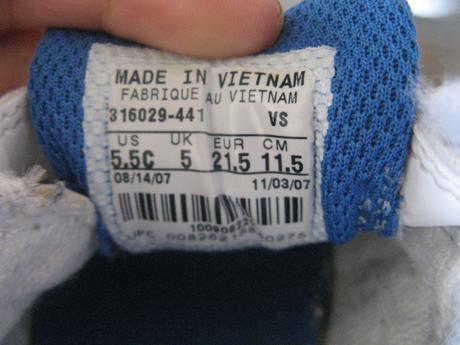 MADE IN VIETNAM
FABRIQUE AU VIETNAM
316029-441 VS
US UK EUR CM
5.5C 5 21.5 11.5
08/14/07 11/03/07
UPC